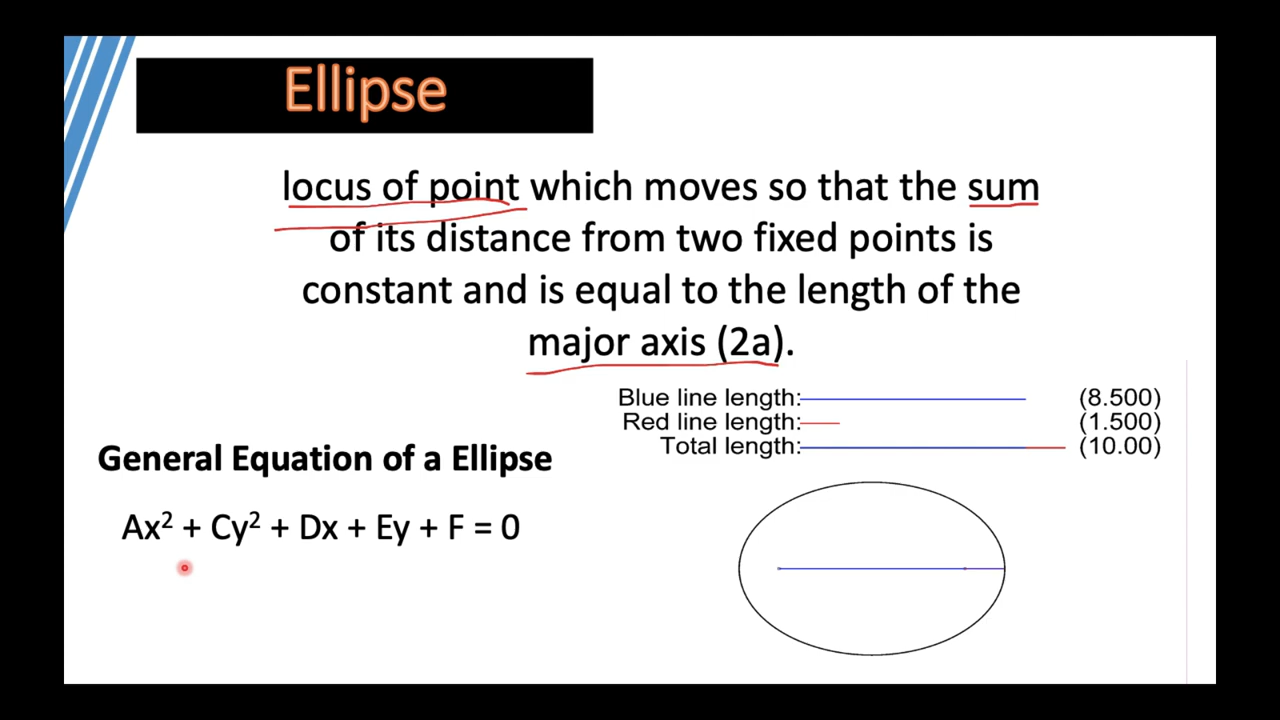 Ellipse
locus of point which moves so that the sum
of its distance from two fixed points is
constant and is equal to the length of the
major axis (2a).
Blue line length: (8.500)
Red line length: (1.500)
Total length: (10.00)
General Equation of a Ellipse
Ax² + Cy² + Dx + Ey + F = 0